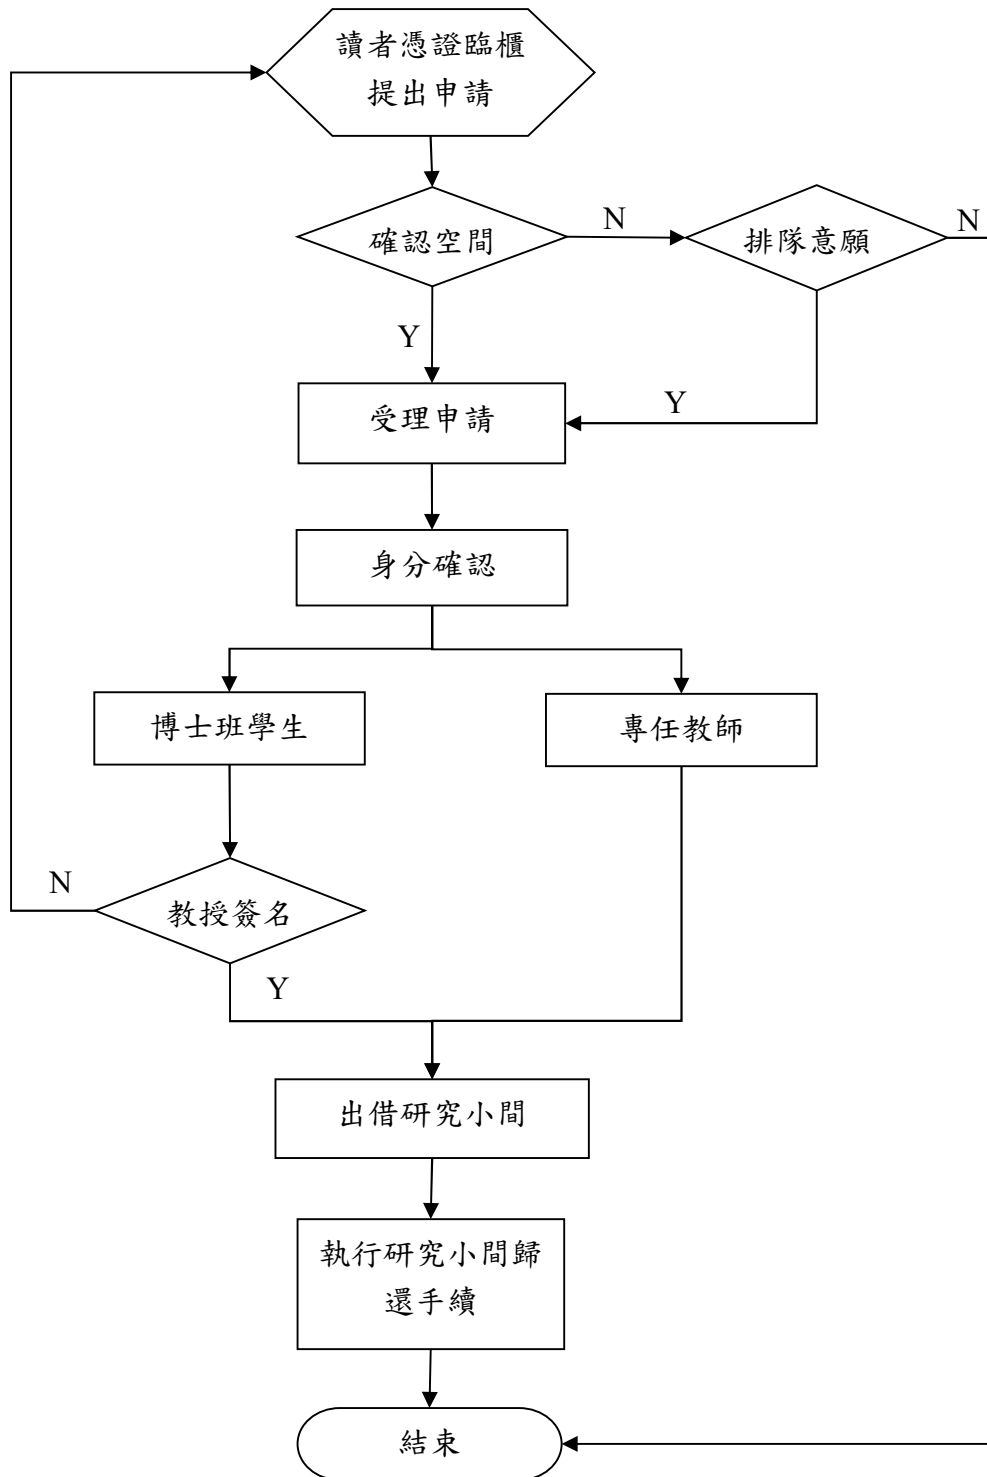 讀者憑證臨櫃
提出申請
確認空間
N
排隊意願
N
Y
受理申請
Y
身分確認
博士班學生
專任教師
N
教授簽名
Y
出借研究小間
執行研究小間歸
還手續
結束